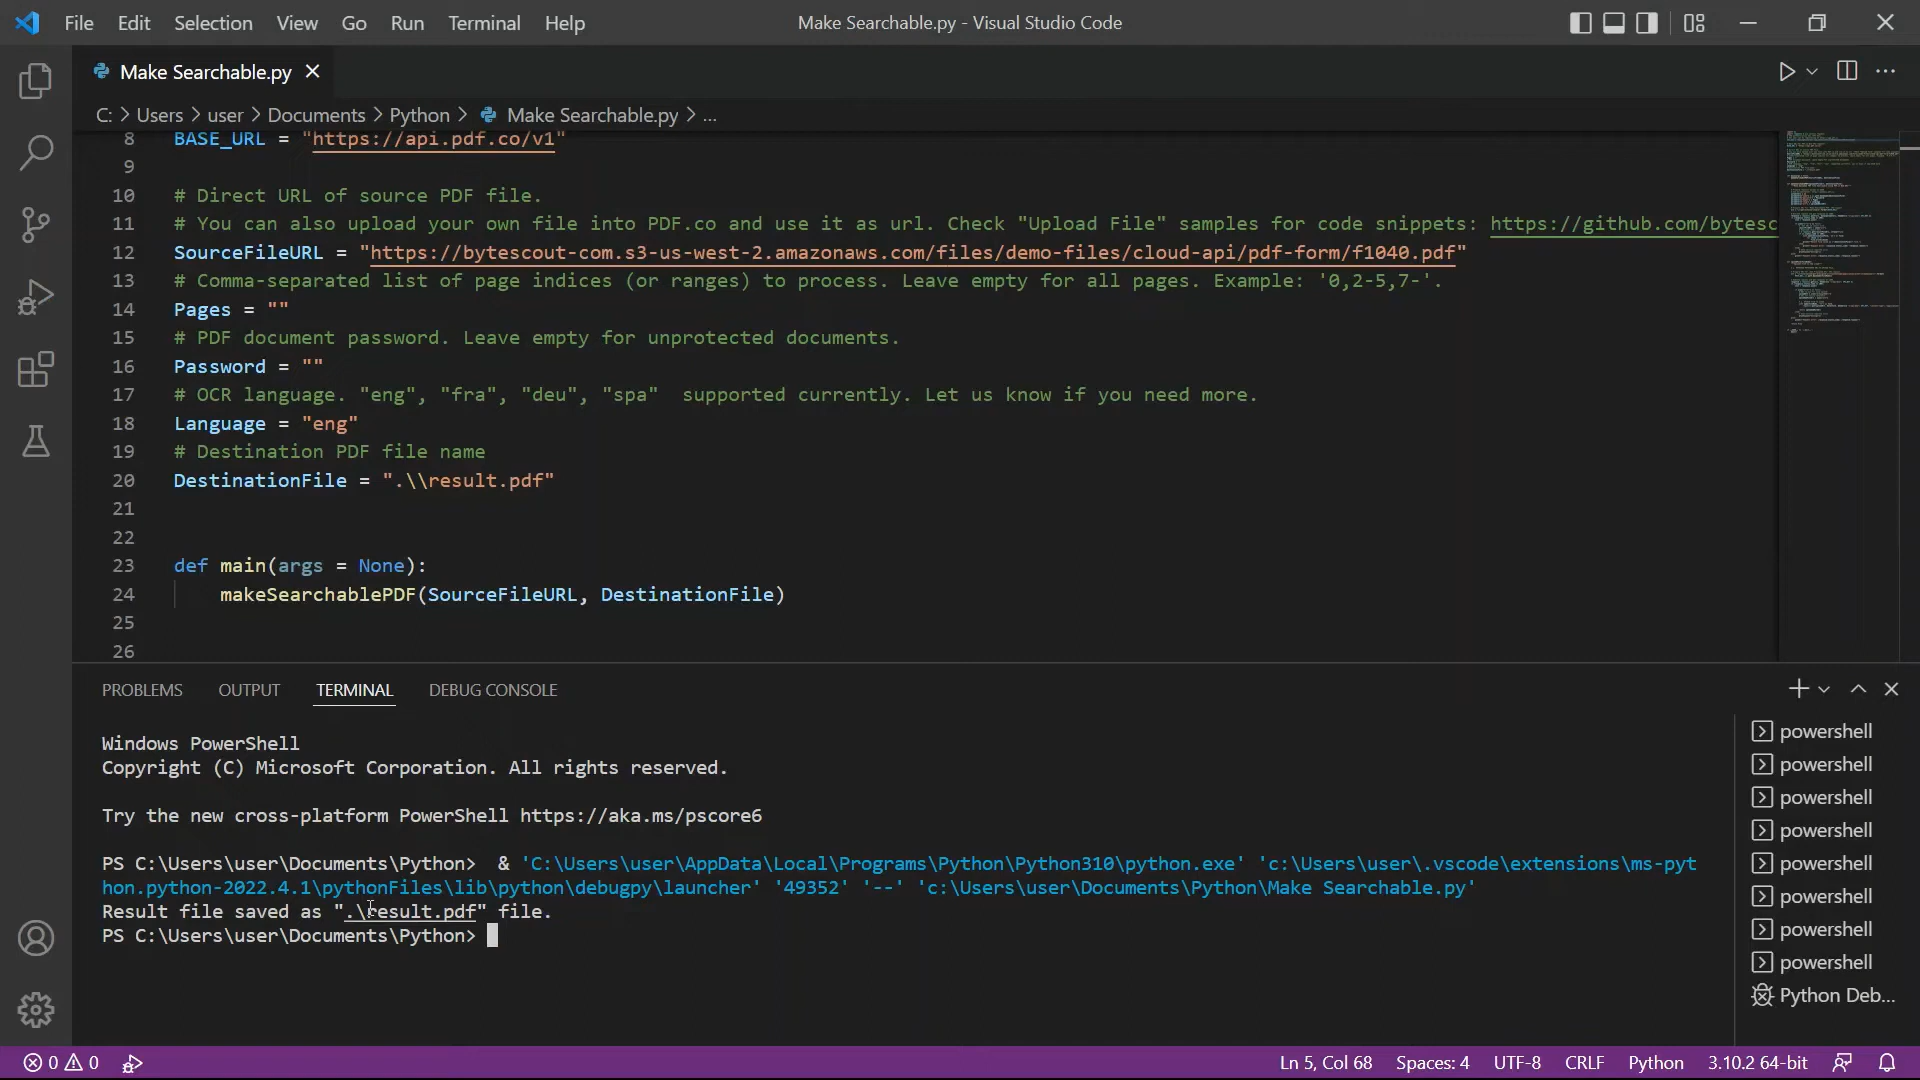 File Edit Selection View Go Run Terminal Help
Make Searchable.py - Visual Studio Code
Make Searchable.py
C: > Users > user > Documents > Python > Make Searchable.py > ...
8 BASE_URL = "https://api.pdf.co/v1"
9
10 # Direct URL of source PDF file.
11 # You can also upload your own file into PDF.co and use it as url. Check "Upload File" samples for code snippets: https://github.com/bytesc
12 SourceFileURL = "https://bytescout-com.s3-us-west-2.amazonaws.com/files/demo-files/cloud-api/pdf-form/f1040.pdf"
13 # Comma-separated list of page indices (or ranges) to process. Leave empty for all pages. Example: '0,2-5,7-'.
14 Pages = ""
15 # PDF document password. Leave empty for unprotected documents.
16 Password = ""
17 # OCR language. "eng", "fra", "deu", "spa"  supported currently. Let us know if you need more.
18 Language = "eng"
19 # Destination PDF file name
20 DestinationFile = ".\\result.pdf"
21
22
23 def main(args = None):
24     makeSearchablePDF(SourceFileURL, DestinationFile)
25
26
PROBLEMS OUTPUT TERMINAL DEBUG CONSOLE
Windows PowerShell
Copyright (C) Microsoft Corporation. All rights reserved.
Try the new cross-platform PowerShell https://aka.ms/pscore6
PS C:\Users\user\Documents\Python>  & 'C:\Users\user\AppData\Local\Programs\Python\Python310\python.exe' 'c:\Users\user\.vscode\extensions\ms-pyt
hon.python-2022.4.1\pythonFiles\lib\python\debugpy\launcher' '49352' '--' 'c:\Users\user\Documents\Python\Make Searchable.py'
Result file saved as ".\result.pdf" file.
PS C:\Users\user\Documents\Python>
powershell
powershell
powershell
powershell
powershell
powershell
powershell
powershell
Python Deb...
0 0
Ln 5, Col 68 Spaces: 4 UTF-8 CRLF Python 3.10.2 64-bit